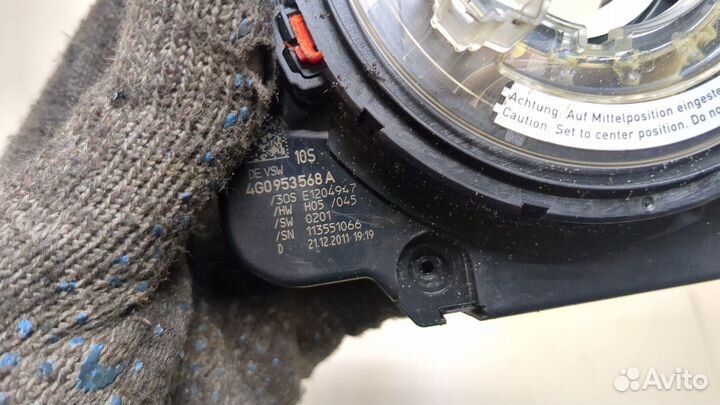 Achtung: Auf Mittelposition eingeste
Caution. Set to center position. Do no
10S
DE VSW
4G0953568A
/30S E1204947
/HW H05 /045
/SW 0201
/SN 113551066
D 21.12.2011 19:19
Avito